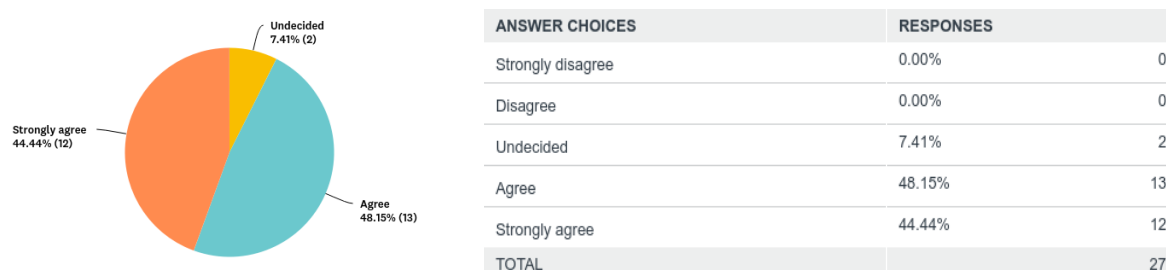 Undecided
7.41% (2)
Strongly agree
44.44% (12)
Agree
48.15% (13)
ANSWER CHOICES RESPONSES
Strongly disagree 0.00% 0
Disagree 0.00% 0
Undecided 7.41% 2
Agree 48.15% 13
Strongly agree 44.44% 12
TOTAL 27